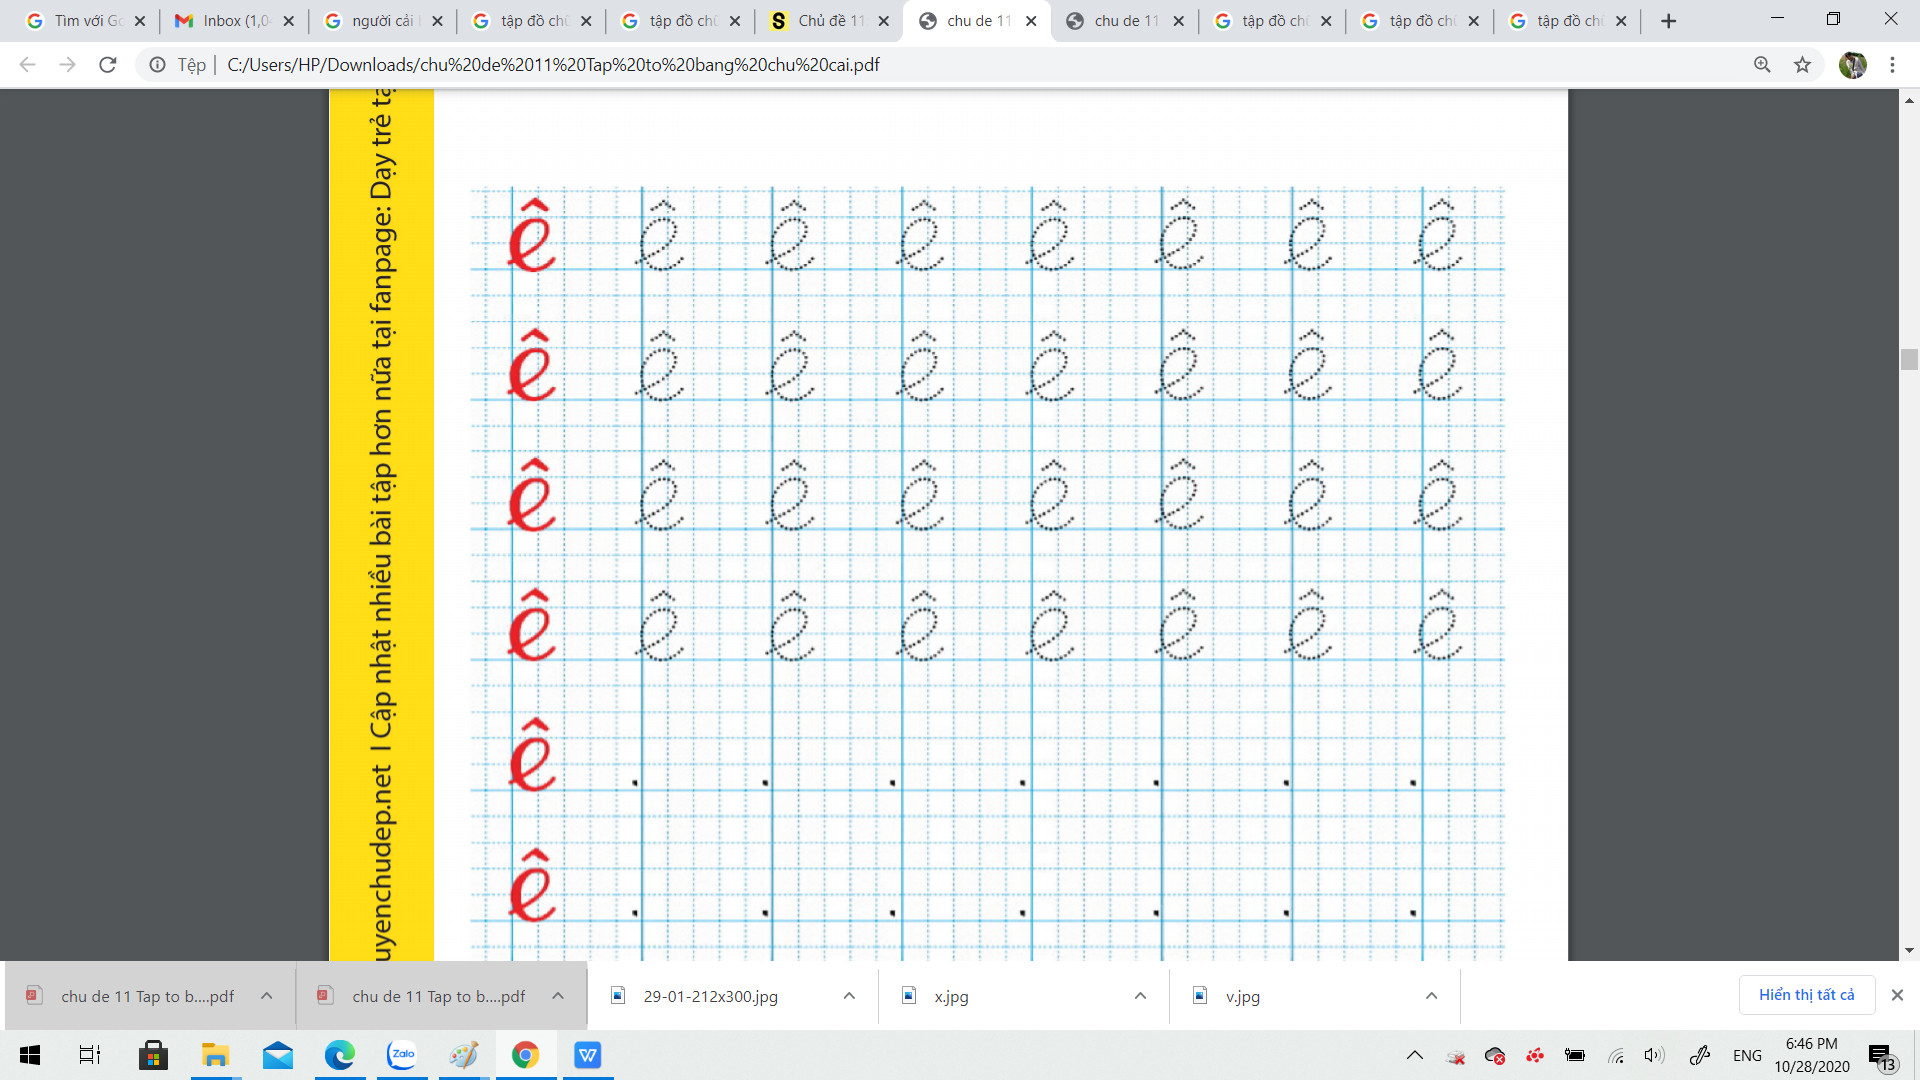 Tìm với Go
Inbox (1,04
người cải
tập đồ chữ
tập đồ chữ
Chủ đề 11
chu de 11
chu de 11
tập đồ chữ
tập đồ chữ
tập đồ chữ
Tệp
C:/Users/HP/Downloads/chu%20de%2011%20Tap%20to%20bang%20chu%20cai.pdf
uyenchudep.net I Cập nhật nhiều bài tập hơn nữa tại fanpage: Dạy trẻ tạ
ê ê ê ê ê ê ê ê
ê ê ê ê ê ê ê ê
ê ê ê ê ê ê ê ê
ê ê ê ê ê ê ê ê
ê . . . . . . .
ê . . . . . . .
chu de 11 Tap to b....pdf
chu de 11 Tap to b....pdf
29-01-212x300.jpg
x.jpg
v.jpg
Hiển thị tất cả
Zalo
ENG
6:46 PM
10/28/2020
13